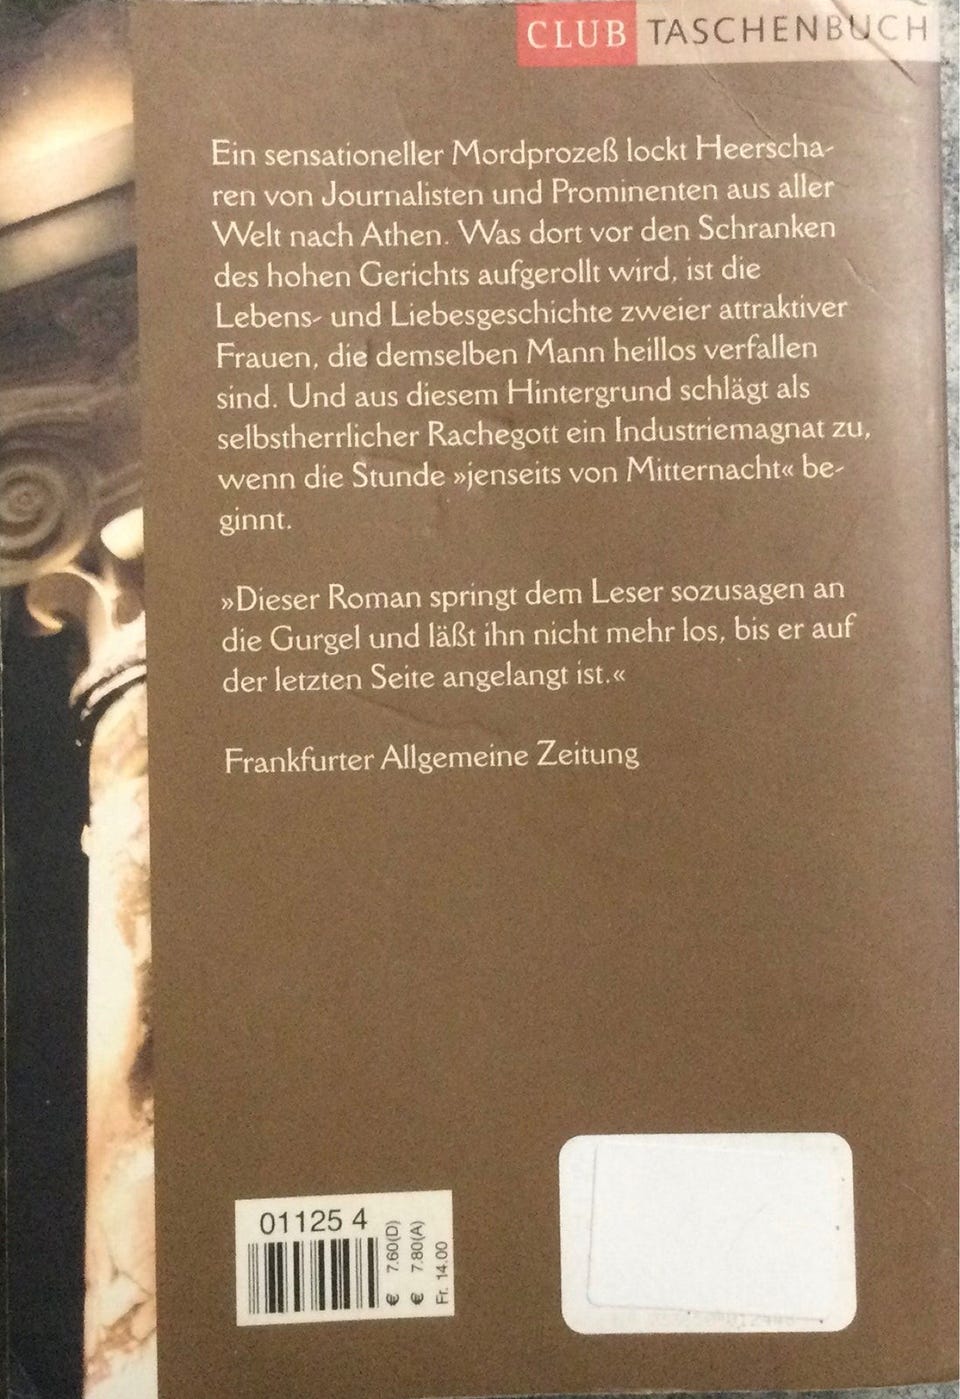 CLUB TASCHENBUCH
Ein sensationeller Mordprozeß lockt Heerscha-
ren von Journalisten und Prominenten aus aller
Welt nach Athen. Was dort vor den Schranken
des hohen Gerichts aufgerollt wird, ist die
Lebens- und Liebesgeschichte zweier attraktiver
Frauen, die demselben Mann heillos verfallen
sind. Und aus diesem Hintergrund schlägt als
selbstherrlicher Rachegott ein Industriemagnat zu,
wenn die Stunde »jenseits von Mitternacht« be-
ginnt.
»Dieser Roman springt dem Leser sozusagen an
die Gurgel und läßt ihn nicht mehr los, bis er auf
der letzten Seite angelangt ist.«
Frankfurter Allgemeine Zeitung
01125 4
€ 7.60(D)
€ 7.80(A)
Fr. 14.00